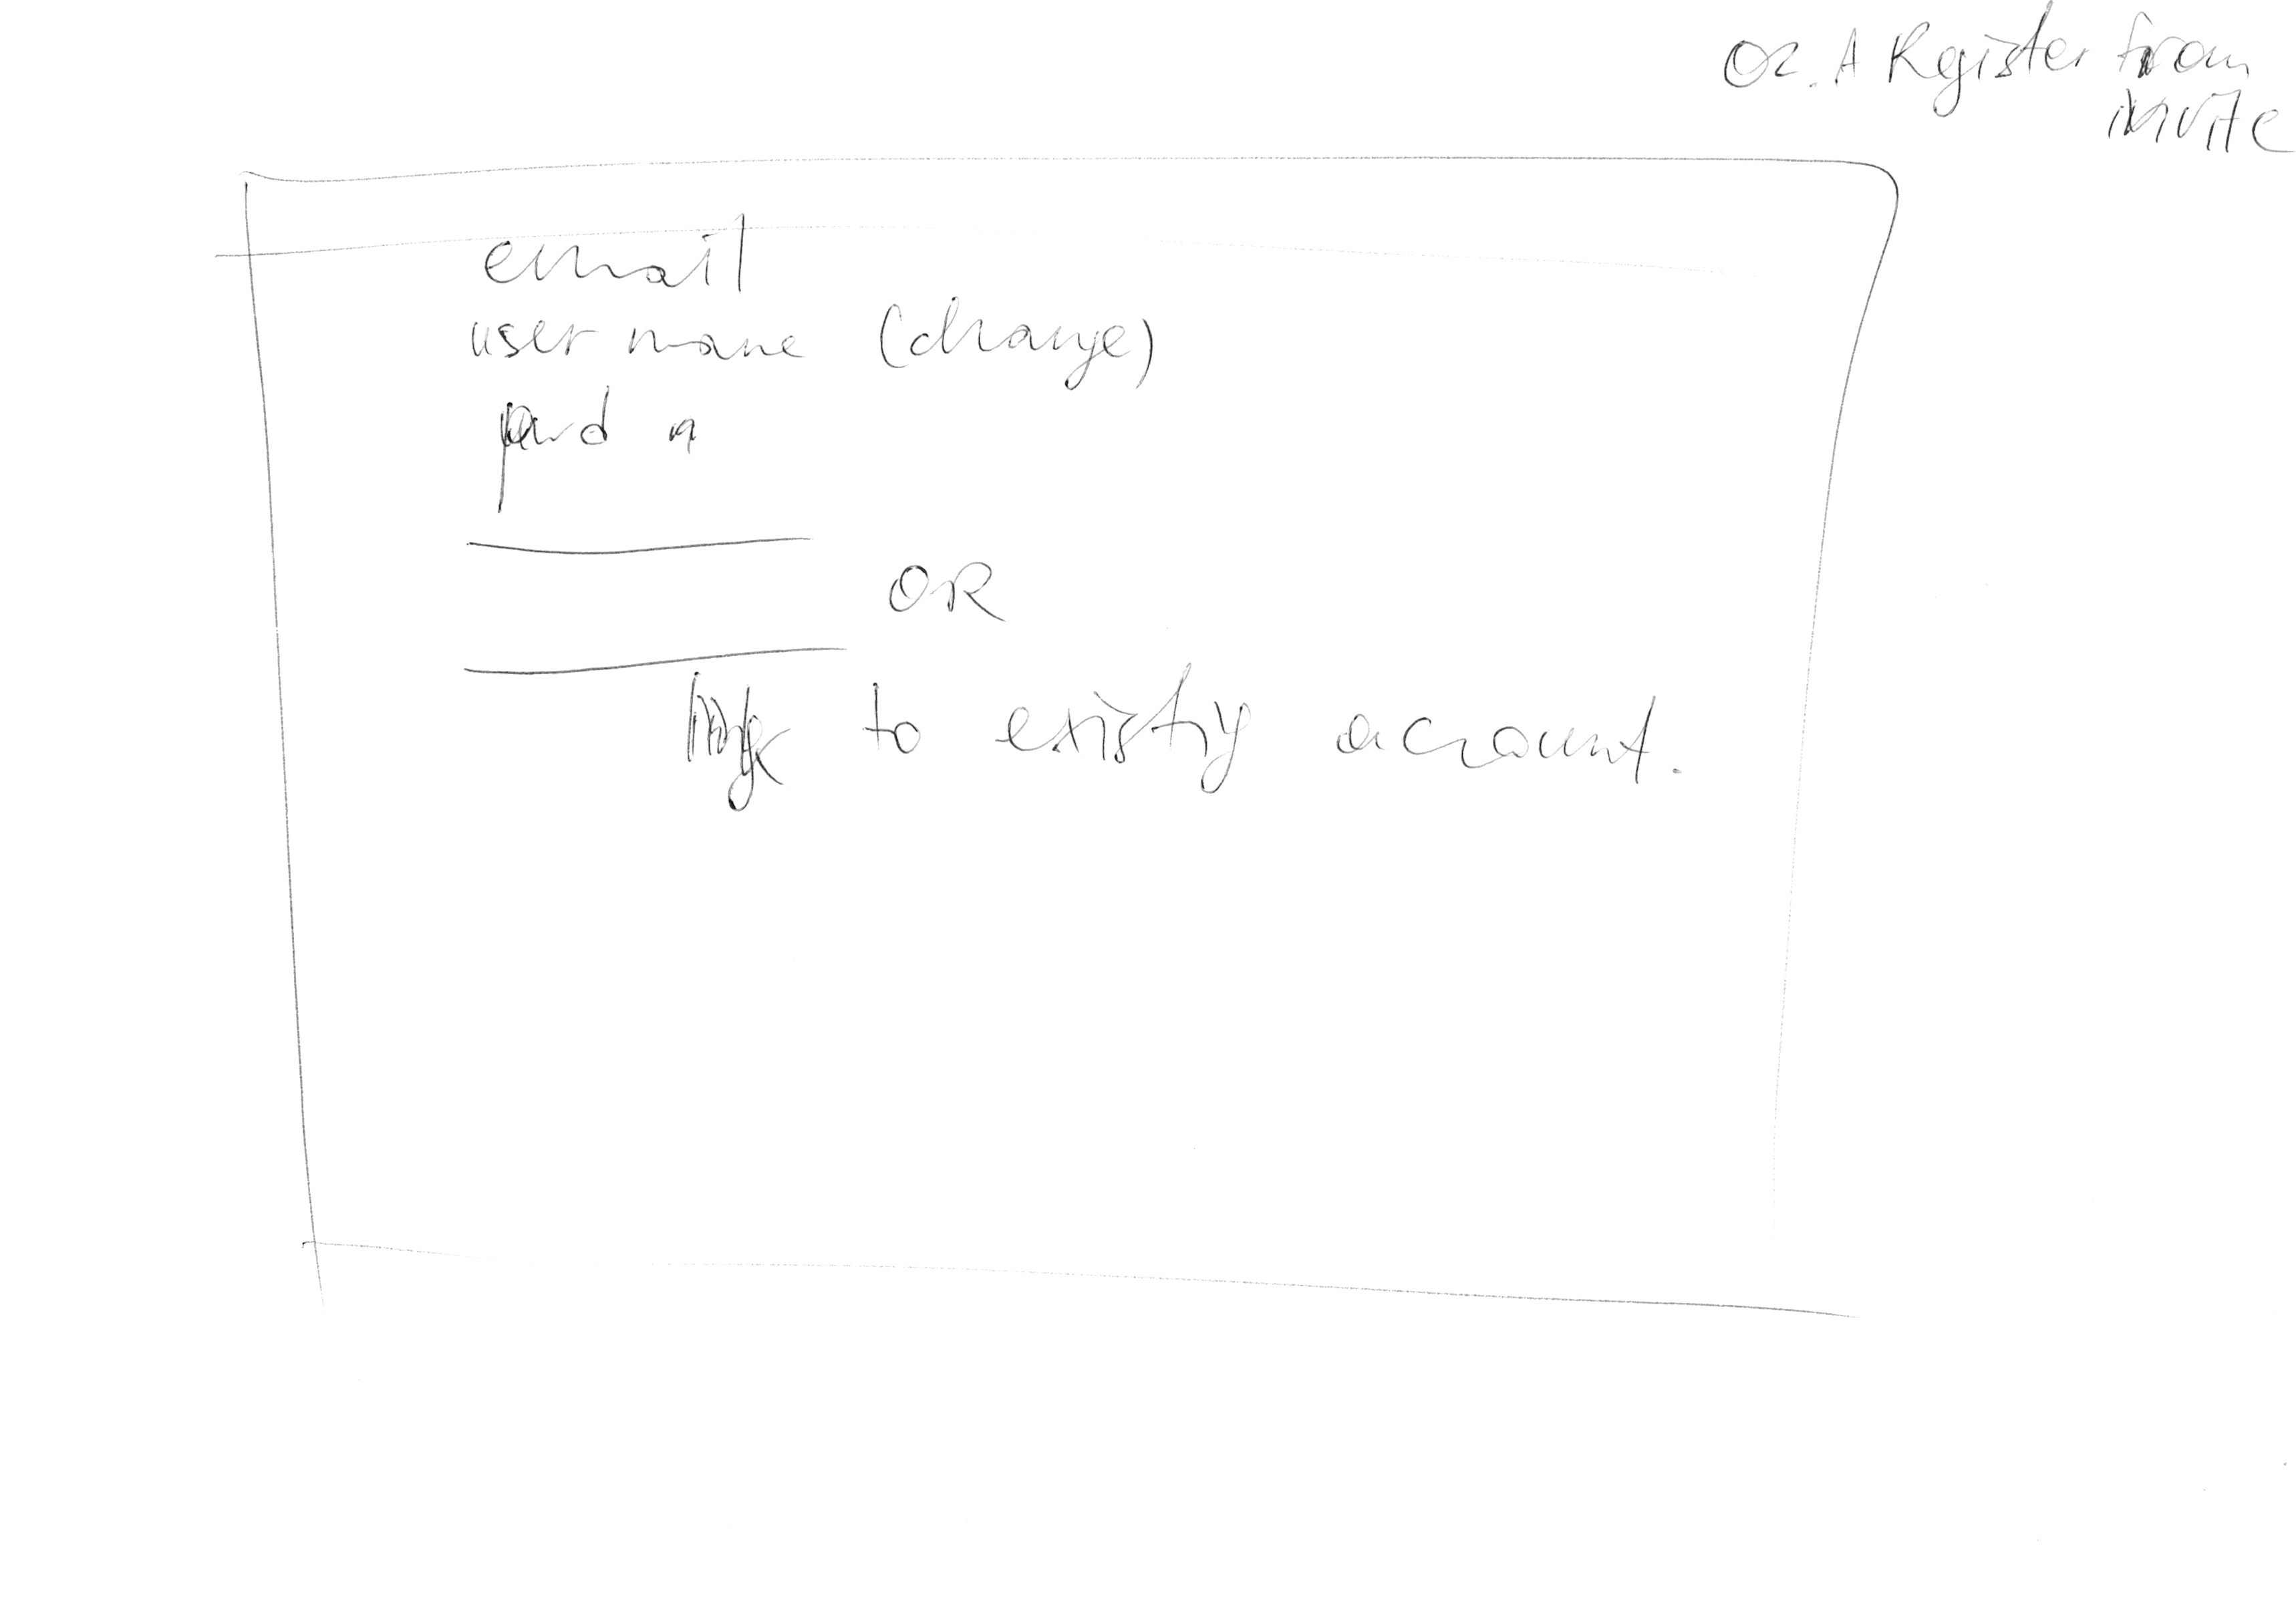 02. A Register from
invite
email
user name (change)
pwd
OR
link to existing account.